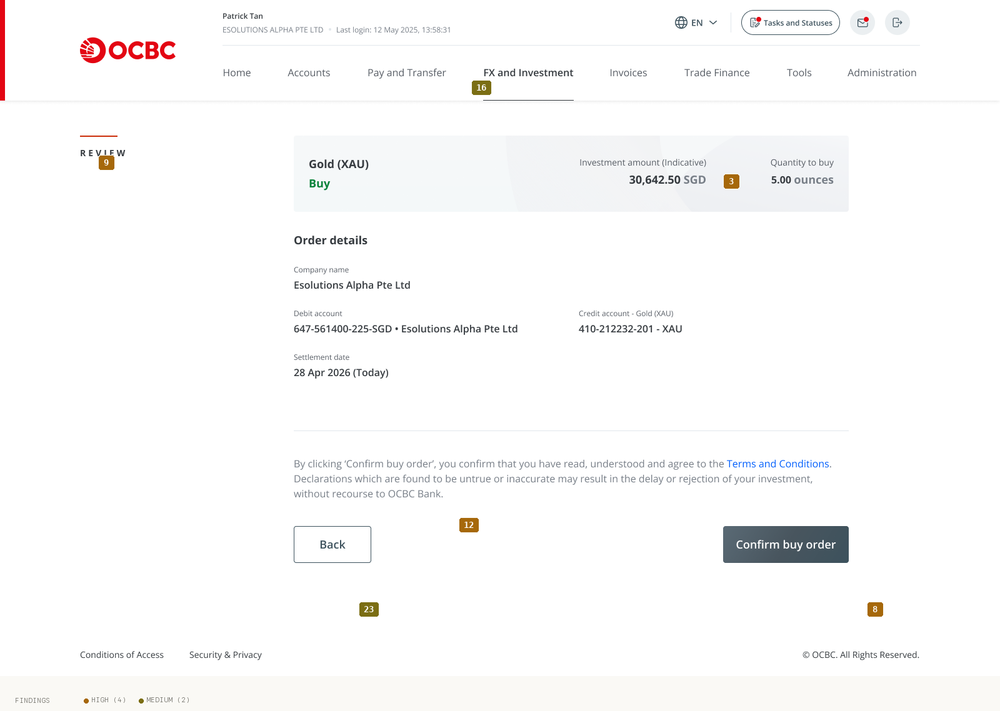 Patrick Tan
ESOLUTIONS ALPHA PTE LTD • Last login: 12 May 2025, 13:58:31
EN
Tasks and Statuses
OCBC
Home Accounts Pay and Transfer FX and Investment Invoices Trade Finance Tools Administration
16
REVIEW
9
Gold (XAU)
Buy
Investment amount (Indicative)
30,642.50 SGD
3
Quantity to buy
5.00 ounces
Order details
Company name
Esolutions Alpha Pte Ltd
Debit account
647-561400-225-SGD • Esolutions Alpha Pte Ltd
Credit account - Gold (XAU)
410-212232-201 - XAU
Settlement date
28 Apr 2026 (Today)
By clicking ‘Confirm buy order’, you confirm that you have read, understood and agree to the Terms and Conditions.
Declarations which are found to be untrue or inaccurate may result in the delay or rejection of your investment,
without recourse to OCBC Bank.
12
Back
Confirm buy order
23
8
Conditions of Access Security & Privacy © OCBC. All Rights Reserved.
FINDINGS HIGH (4) MEDIUM (2)